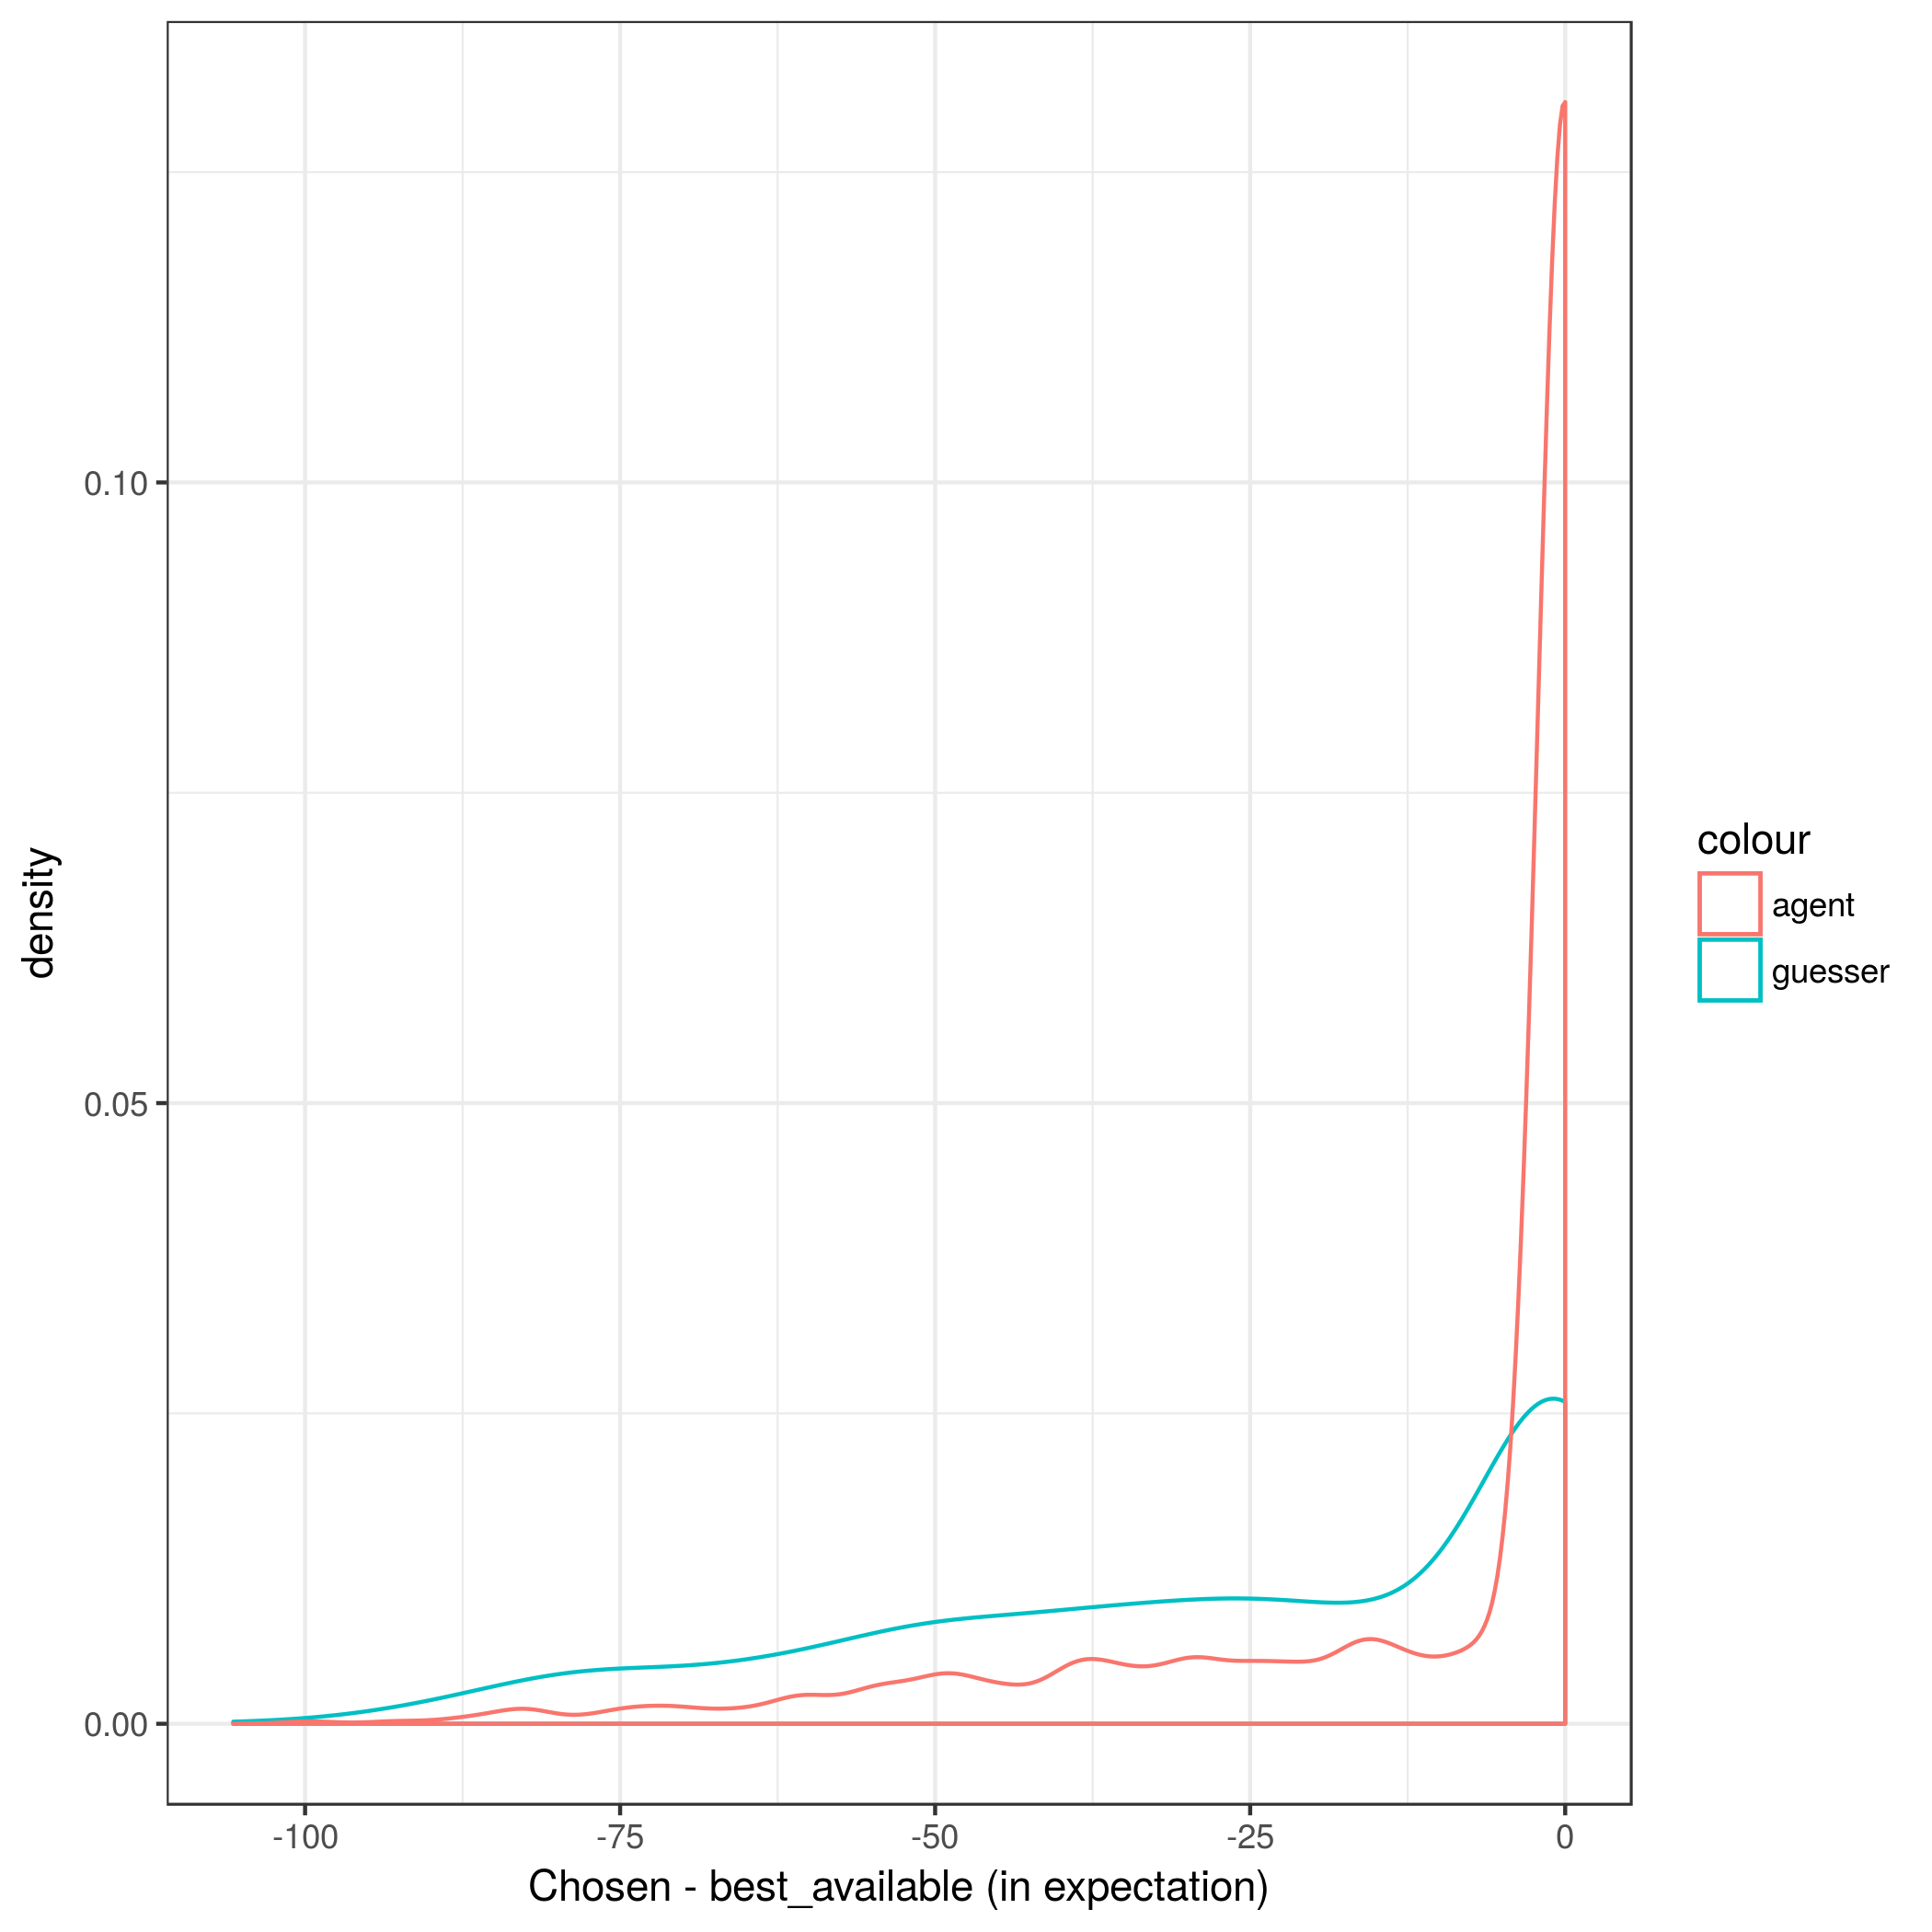 0.10
0.05
0.00
density
-100
-75
-50
-25
0
Chosen - best_available (in expectation)
colour
agent
guesser